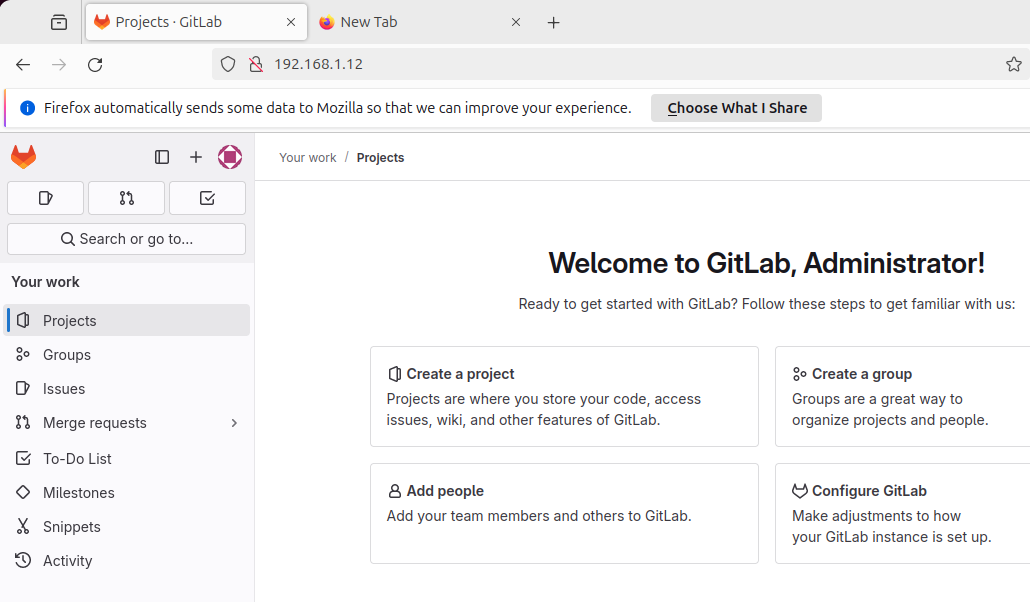 Projects · GitLab
New Tab
192.168.1.12
Firefox automatically sends some data to Mozilla so that we can improve your experience.
Choose What I Share
Your work / Projects
Search or go to...
Your work
Projects
Groups
Issues
Merge requests
To-Do List
Milestones
Snippets
Activity
Welcome to GitLab, Administrator!
Ready to get started with GitLab? Follow these steps to get familiar with us:
Create a project
Projects are where you store your code, access
issues, wiki, and other features of GitLab.
Create a group
Groups are a great way to
organize projects and people.
Add people
Add your team members and others to GitLab.
Configure GitLab
Make adjustments to how
your GitLab instance is set up.